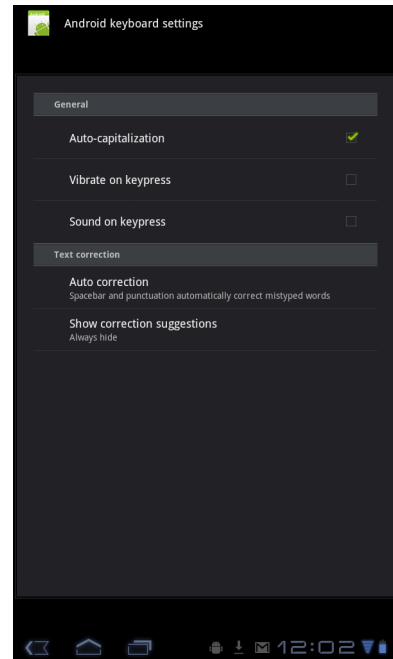 Android keyboard settings
General
Auto-capitalization
Vibrate on keypress
Sound on keypress
Text correction
Auto correction
Spacebar and punctuation automatically correct mistyped words
Show correction suggestions
Always hide
12:02